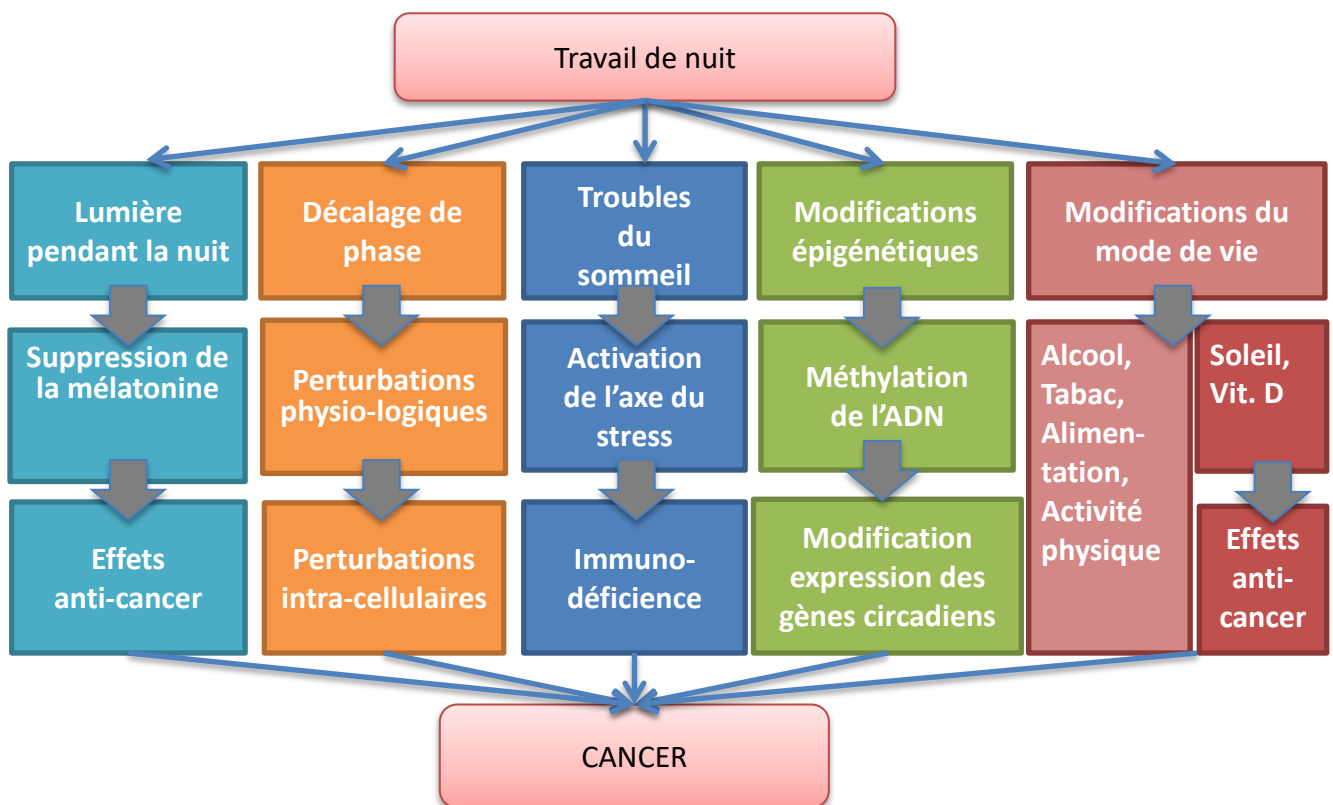 Travail de nuit
Lumière
pendant la nuit
Décalage de
phase
Troubles
du
sommeil
Modifications
épigénétiques
Modifications du
mode de vie
Suppression de
la mélatonine
Perturbations
physio-logiques
Activation
de l’axe du
stress
Méthylation
de l’ADN
Alcool,
Tabac,
Alimen-
tation,
Activité
physique
Soleil,
Vit. D
Effets
anti-cancer
Perturbations
intra-cellulaires
Immuno-
déficience
Modification
expression des
gènes circadiens
Effets
anti-
cancer
CANCER